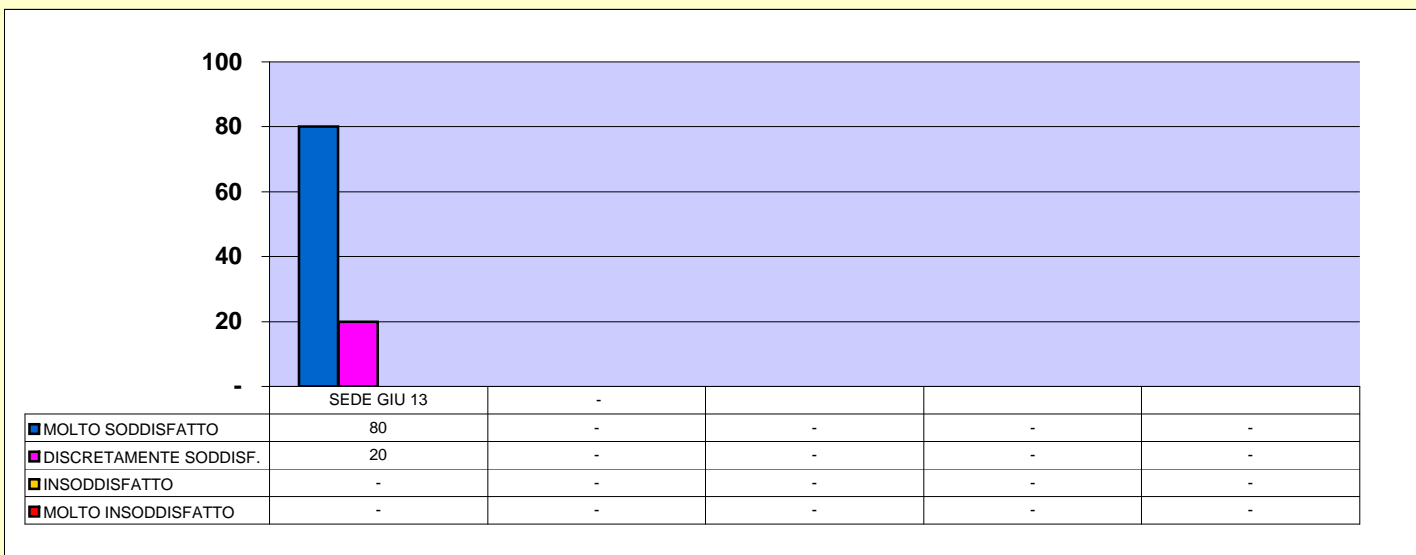 100
80
60
40
20
-
SEDE GIU 13 -
MOLTO SODDISFATTO 80 - - - -
DISCRETAMENTE SODDISF. 20 - - - -
INSODDISFATTO - - - - -
MOLTO INSODDISFATTO - - - - -